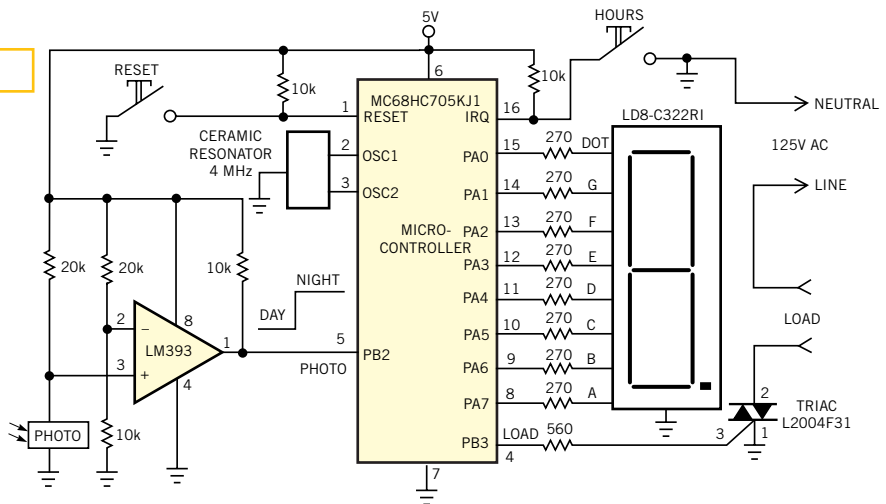 5V
HOURS
RESET
10k
6
10k
MC68HC705KJ1
1
RESET
16
IRQ
NEUTRAL
LD8-C322RI
CERAMIC
RESONATOR
4 MHz
2
OSC1
3
OSC2
15
PA0
270
DOT
125V AC
14
PA1
270
G
LINE
13
PA2
270
F
MICRO-
CONTROLLER
12
PA3
270
E
11
PA4
270
D
10
PA5
270
C
9
PA6
270
B
8
PA7
270
A
20k
20k
10k
NIGHT
DAY
LOAD
2
–
8
LM393
1
3
+
4
5
PB2
PHOTO
PHOTO
10k
PB3
LOAD
560
4
7
2
TRIAC
L2004F31
3
1